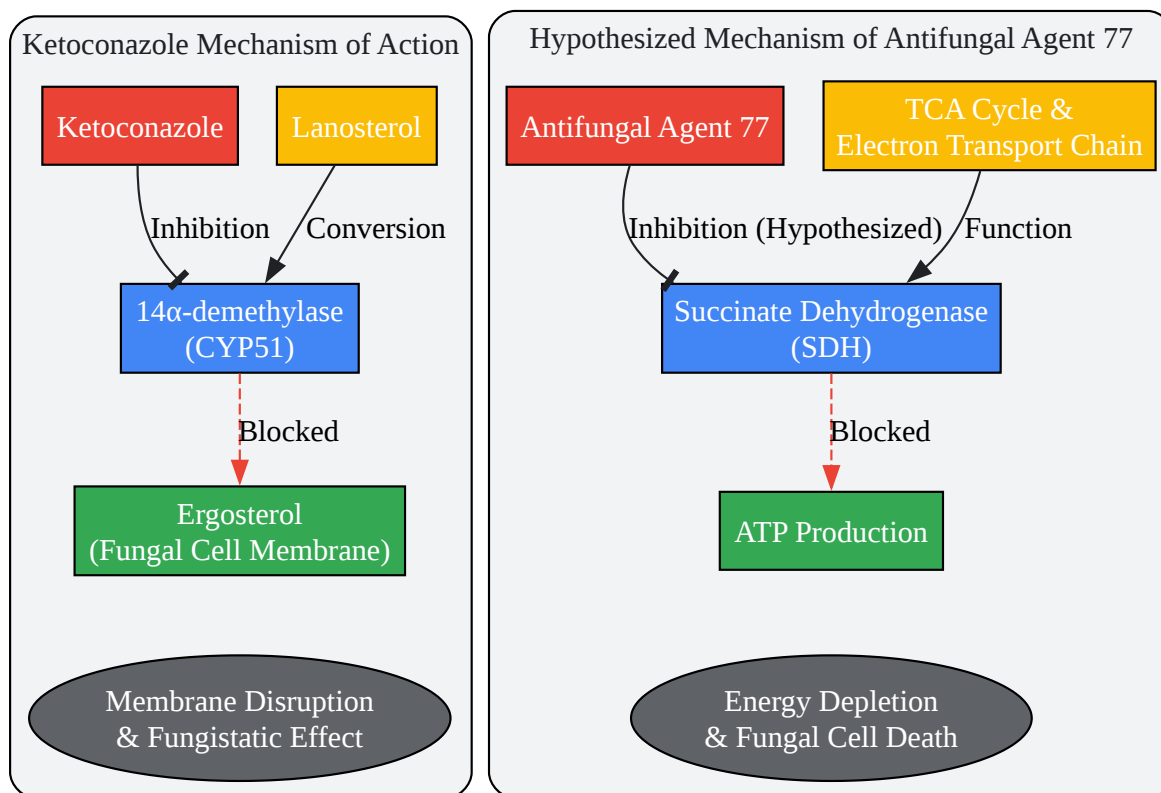 Ketoconazole Mechanism of Action
Ketoconazole
Lanosterol
Inhibition
Conversion
14α-demethylase
(CYP51)
Blocked
Ergosterol
(Fungal Cell Membrane)
Membrane Disruption
& Fungistatic Effect
Hypothesized Mechanism of Antifungal Agent 77
Antifungal Agent 77
TCA Cycle &
Electron Transport Chain
Inhibition (Hypothesized)
Function
Succinate Dehydrogenase
(SDH)
Blocked
ATP Production
Energy Depletion
& Fungal Cell Death